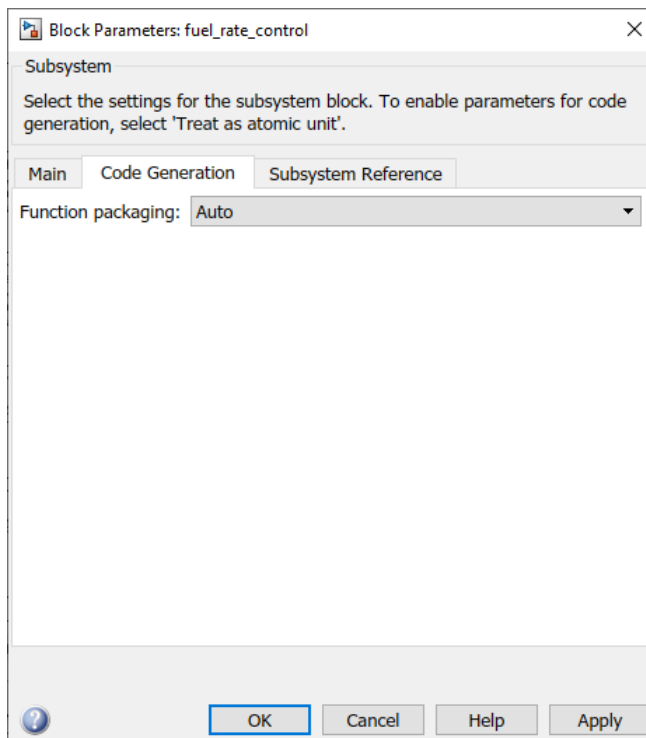 Block Parameters: fuel_rate_control
Subsystem
Select the settings for the subsystem block. To enable parameters for code
generation, select 'Treat as atomic unit'.
Main Code Generation Subsystem Reference
Function packaging: Auto
? OK Cancel Help Apply